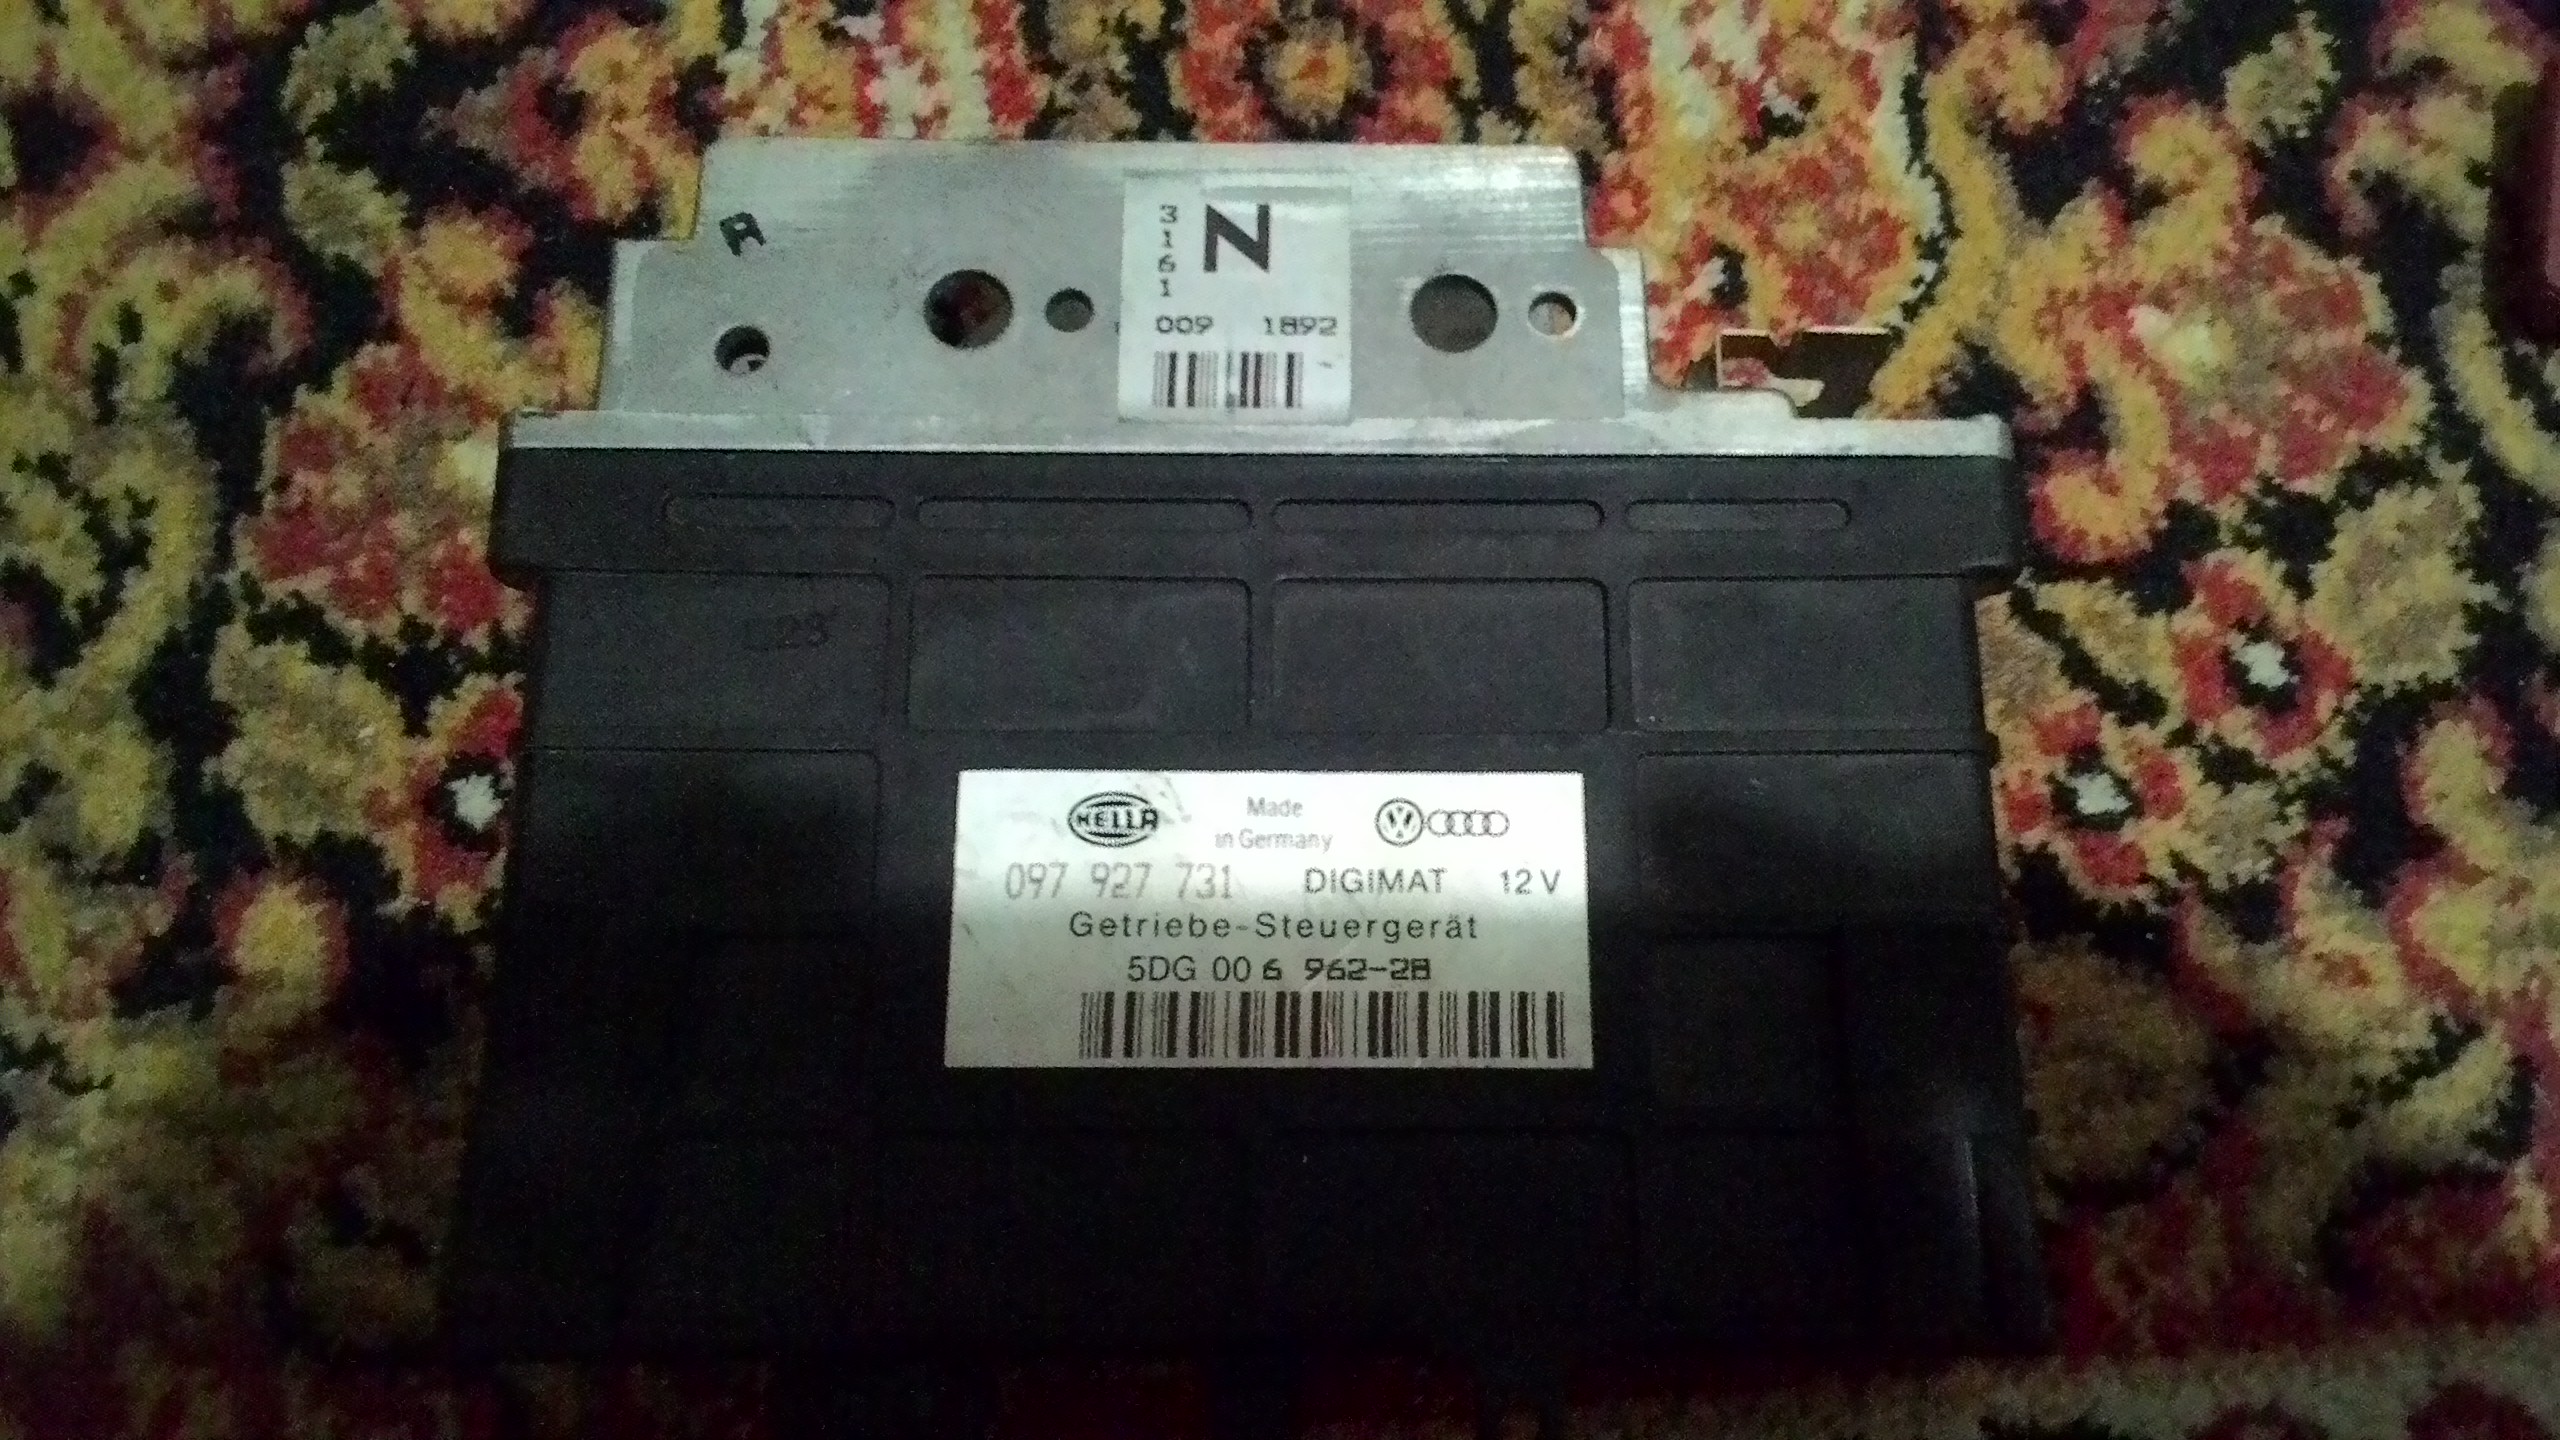 A
3161
N
009 1892
HELLA
Made
in Germany
VW
097 927 731 DIGIMAT 12 V
Getriebe-Steuergerät
5DG 00 6 962-28